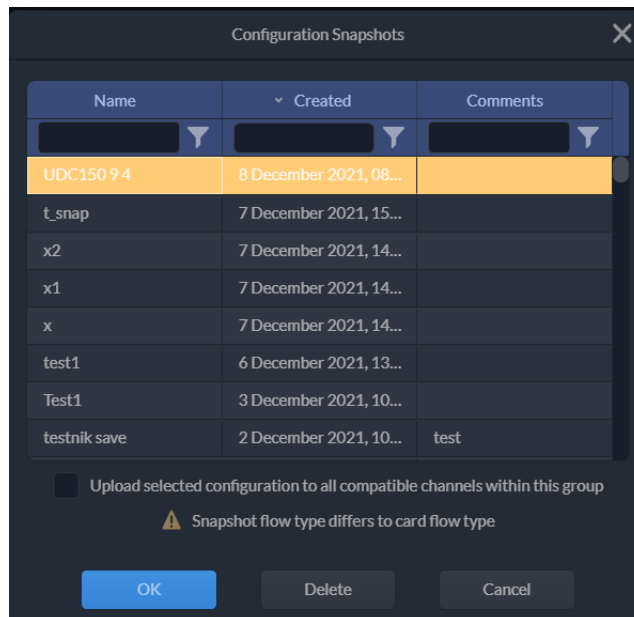 Configuration Snapshots
Name Created Comments
UDC150 9 4 8 December 2021, 08...
t_snap 7 December 2021, 15...
x2 7 December 2021, 14...
x1 7 December 2021, 14...
x 7 December 2021, 14...
test1 6 December 2021, 13...
Test1 3 December 2021, 10...
testnik save 2 December 2021, 10... test
Upload selected configuration to all compatible channels within this group
Snapshot flow type differs to card flow type
OK Delete Cancel